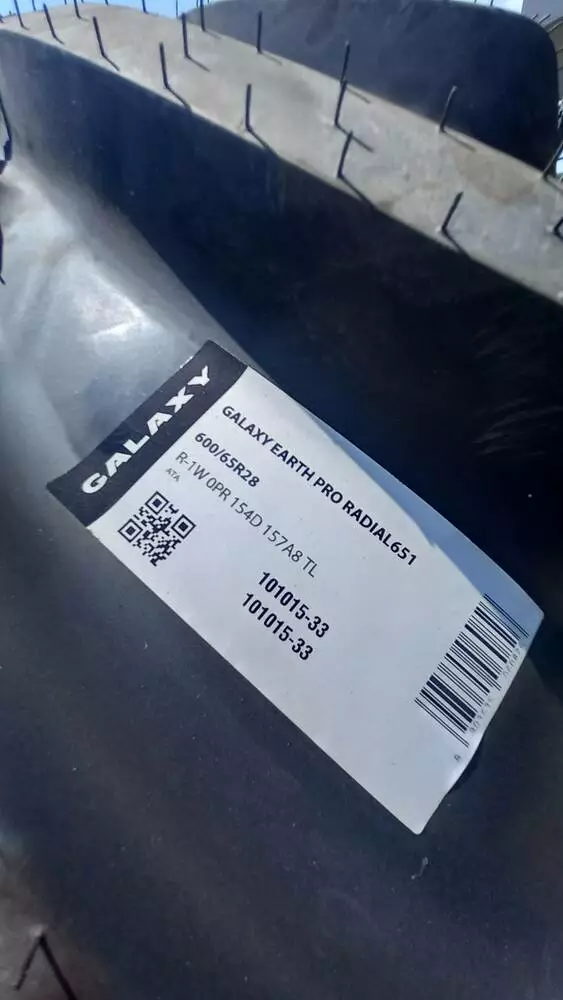 GALAXY
GALAXY EARTH PRO RADIAL651
600/65R28
R-1W 0PR 154D 157A8 TL
ATA
101015-33
101015-33